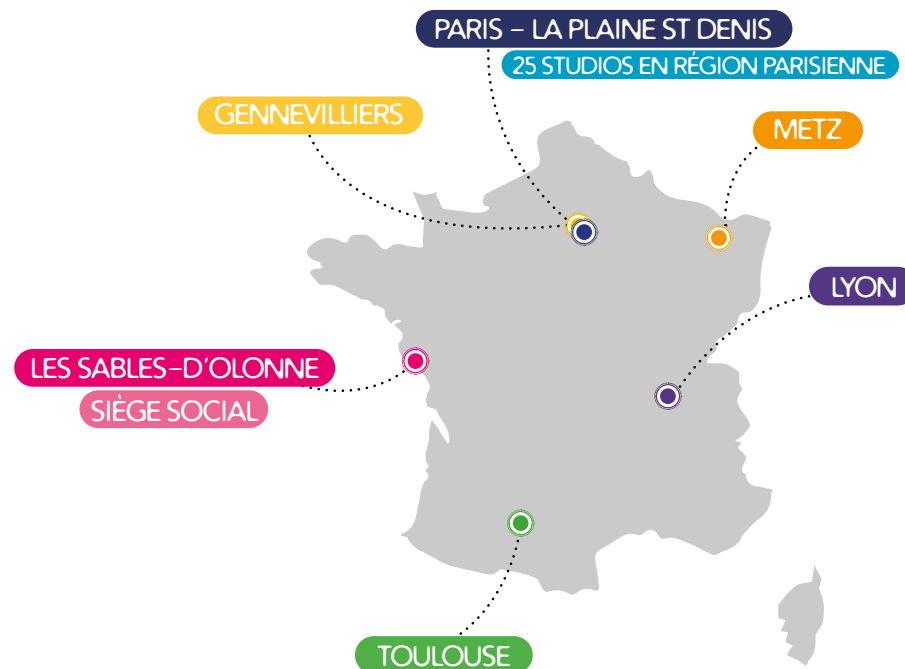 PARIS – LA PLAINE ST DENIS
25 STUDIOS EN RÉGION PARISIENNE
GENNEVILLIERS
METZ
LYON
LES SABLES–D'OLONNE
SIÈGE SOCIAL
TOULOUSE